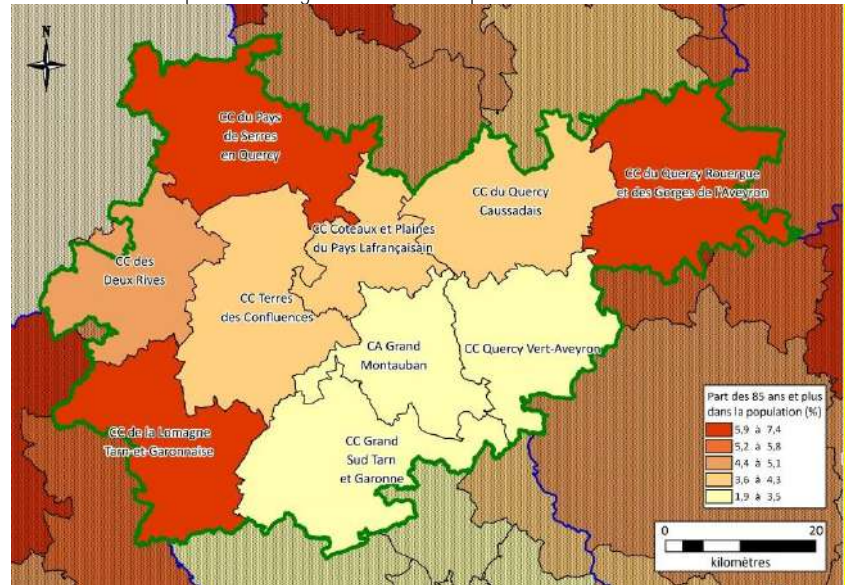 N
CC du Pays
de Serres
en Quercy
CC du Quercy Rouergue
et des Gorges de l'Aveyron
CC du Quercy
Caussadais
CC Coteaux et Plaines
du Pays Lafrançaisain
CC des
Deux Rives
CC Terres
des Confluences
CA Grand
Montauban
CC Quercy Vert-Aveyron
CC de la Lomagne
Tarn-et-Garonnaise
CC Grand
Sud Tarn
et Garonne
Part des 85 ans et plus
dans la population (%)
5,9 à 7,4
5,2 à 5,8
4,4 à 5,1
3,6 à 4,3
1,9 à 3,5
0 20
kilomètres